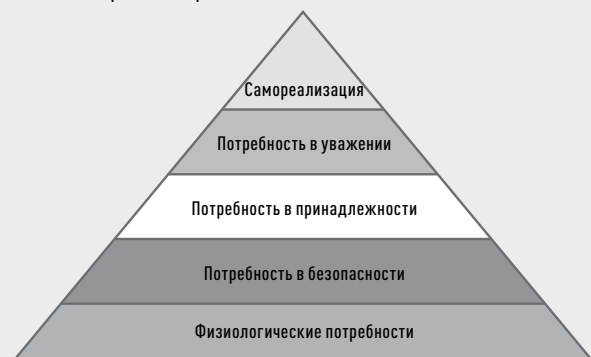 Самореализация
Потребность в уважении
Потребность в принадлежности
Потребность в безопасности
Физиологические потребности